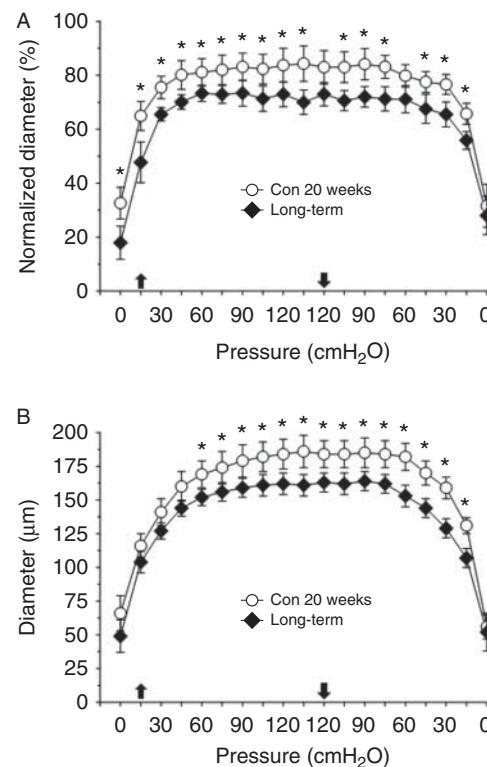 A
* * * * * * * * * * * * * * * * *
100
80
60
40
20
0
Normalized diameter (%)
Con 20 weeks
Long-term
0 30 60 90 120 120 90 60 30 0
Pressure (cmH₂O)
B
* * * * * * * * * * * * *
200
175
150
125
100
75
50
25
0
Diameter (µm)
Con 20 weeks
Long-term
0 30 60 90 120 120 90 60 30 0
Pressure (cmH₂O)